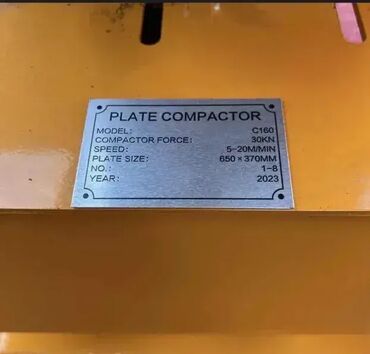 PLATE COMPACTOR
MODEL: C160
COMPACTOR FORCE: 30KN
SPEED: 5-20M/MIN
PLATE SIZE: 650×370MM
NO.: 1-8
YEAR: 2023